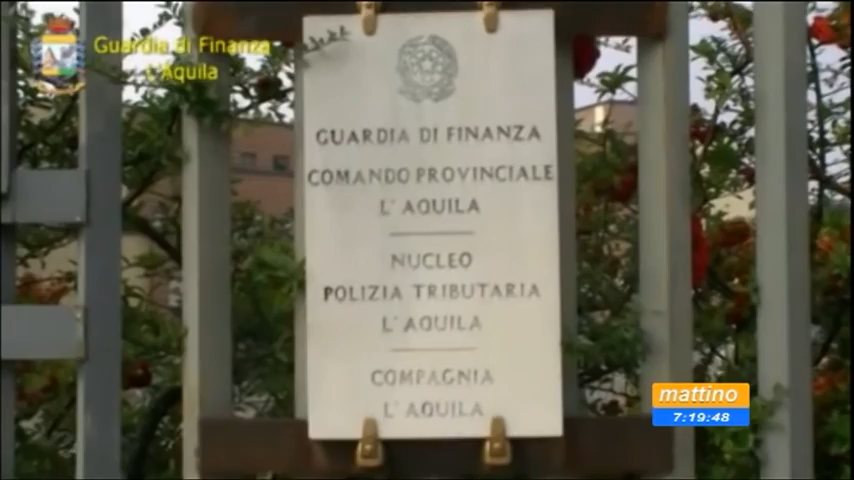 Guardia di Finanza
L'Aquila
GUARDIA DI FINANZA
COMANDO PROVINCIALE
L'AQUILA
NUCLEO
POLIZIA TRIBUTARIA
L'AQUILA
COMPAGNIA
L'AQUILA
mattino
7:19:48